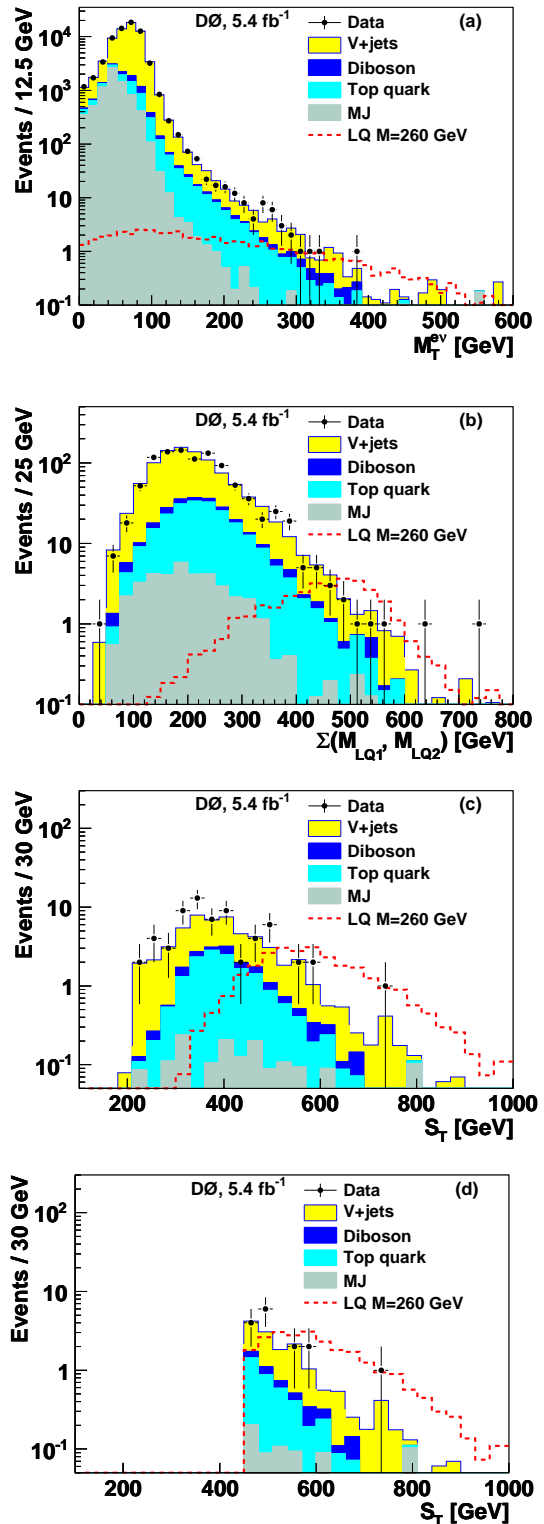 DØ, 5.4 fb⁻¹ Data (a)
V+jets
Diboson
Top quark
MJ
LQ M=260 GeV
Events / 12.5 GeV
10⁴
10³
10²
10
1
10⁻¹
0 100 200 300 400 500 600
M_T^eν [GeV]
DØ, 5.4 fb⁻¹ Data (b)
V+jets
Diboson
Top quark
MJ
LQ M=260 GeV
Events / 25 GeV
10²
10
1
10⁻¹
0 100 200 300 400 500 600 700 800
Σ(M_LQ1, M_LQ2) [GeV]
DØ, 5.4 fb⁻¹ Data (c)
V+jets
Diboson
Top quark
MJ
LQ M=260 GeV
Events / 30 GeV
10²
10
1
10⁻¹
200 400 600 800 1000
S_T [GeV]
DØ, 5.4 fb⁻¹ Data (d)
V+jets
Diboson
Top quark
MJ
LQ M=260 GeV
Events / 30 GeV
10²
10
1
10⁻¹
200 400 600 800 1000
S_T [GeV]